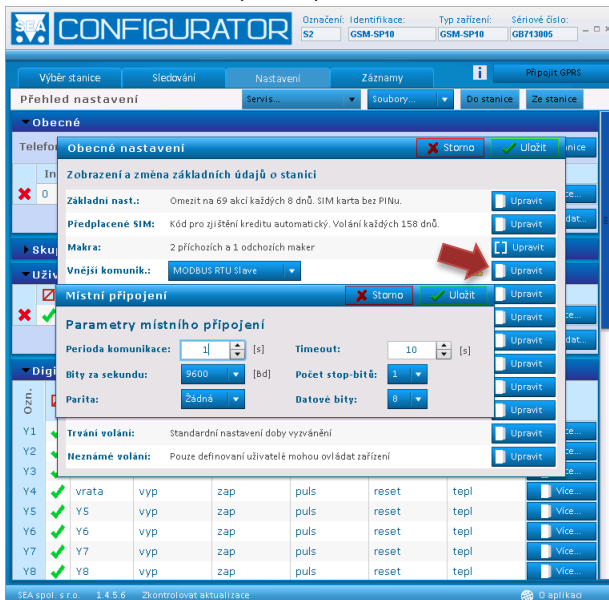 SEA CONFIGURATOR
Označení: Identifikace: Typ zařízení: Sériové číslo:
S2 GSM-SP10 GSM-SP10 GB713005
Výběr stanice Sledování Nastavení Záznamy i Připojit GPRS
Přehled nastavení Servis... Soubory... Do stanice Ze stanice
Obecné
Obecné nastavení Storno Uložit
Zobrazení a změna základních údajů o stanici
Základní nast.: Omezit na 69 akcí každých 8 dnů. SIM karta bez PINu. Upravit
Předplacené SIM: Kód pro zjištění kreditu automatický. Volání každých 158 dnů. Upravit
Makra: 2 příchozích a 1 odchozích maker Upravit
Vnější komunik.: MODBUS RTU Slave Upravit
Místní připojení Storno Uložit Upravit
Parametry místního připojení Upravit
Perioda komunikace: 1 [s] Timeout: 10 [s] Upravit
Bity za sekundu: 9600 [Bd] Počet stop-bitů: 1 Upravit
Parita: Žádná Datové bity: 8 Upravit
Trvání volání: Standardní nastavení doby vyzvánění Upravit
Neznámé volání: Pouze definovaní uživatelé mohou ovládat zařízení Upravit
Ozn.
Y1
Y2
Y3
Y4 vrata vyp zap puls reset tepl Více...
Y5 Y5 vyp zap puls reset tepl Více...
Y6 Y6 vyp zap puls reset tepl Více...
Y7 Y7 vyp zap puls reset tepl Více...
Y8 Y8 vyp zap puls reset tepl Více...
SEA spol. s r.o. 1.4.5.6 Zkontrolovat aktualizace O aplikaci